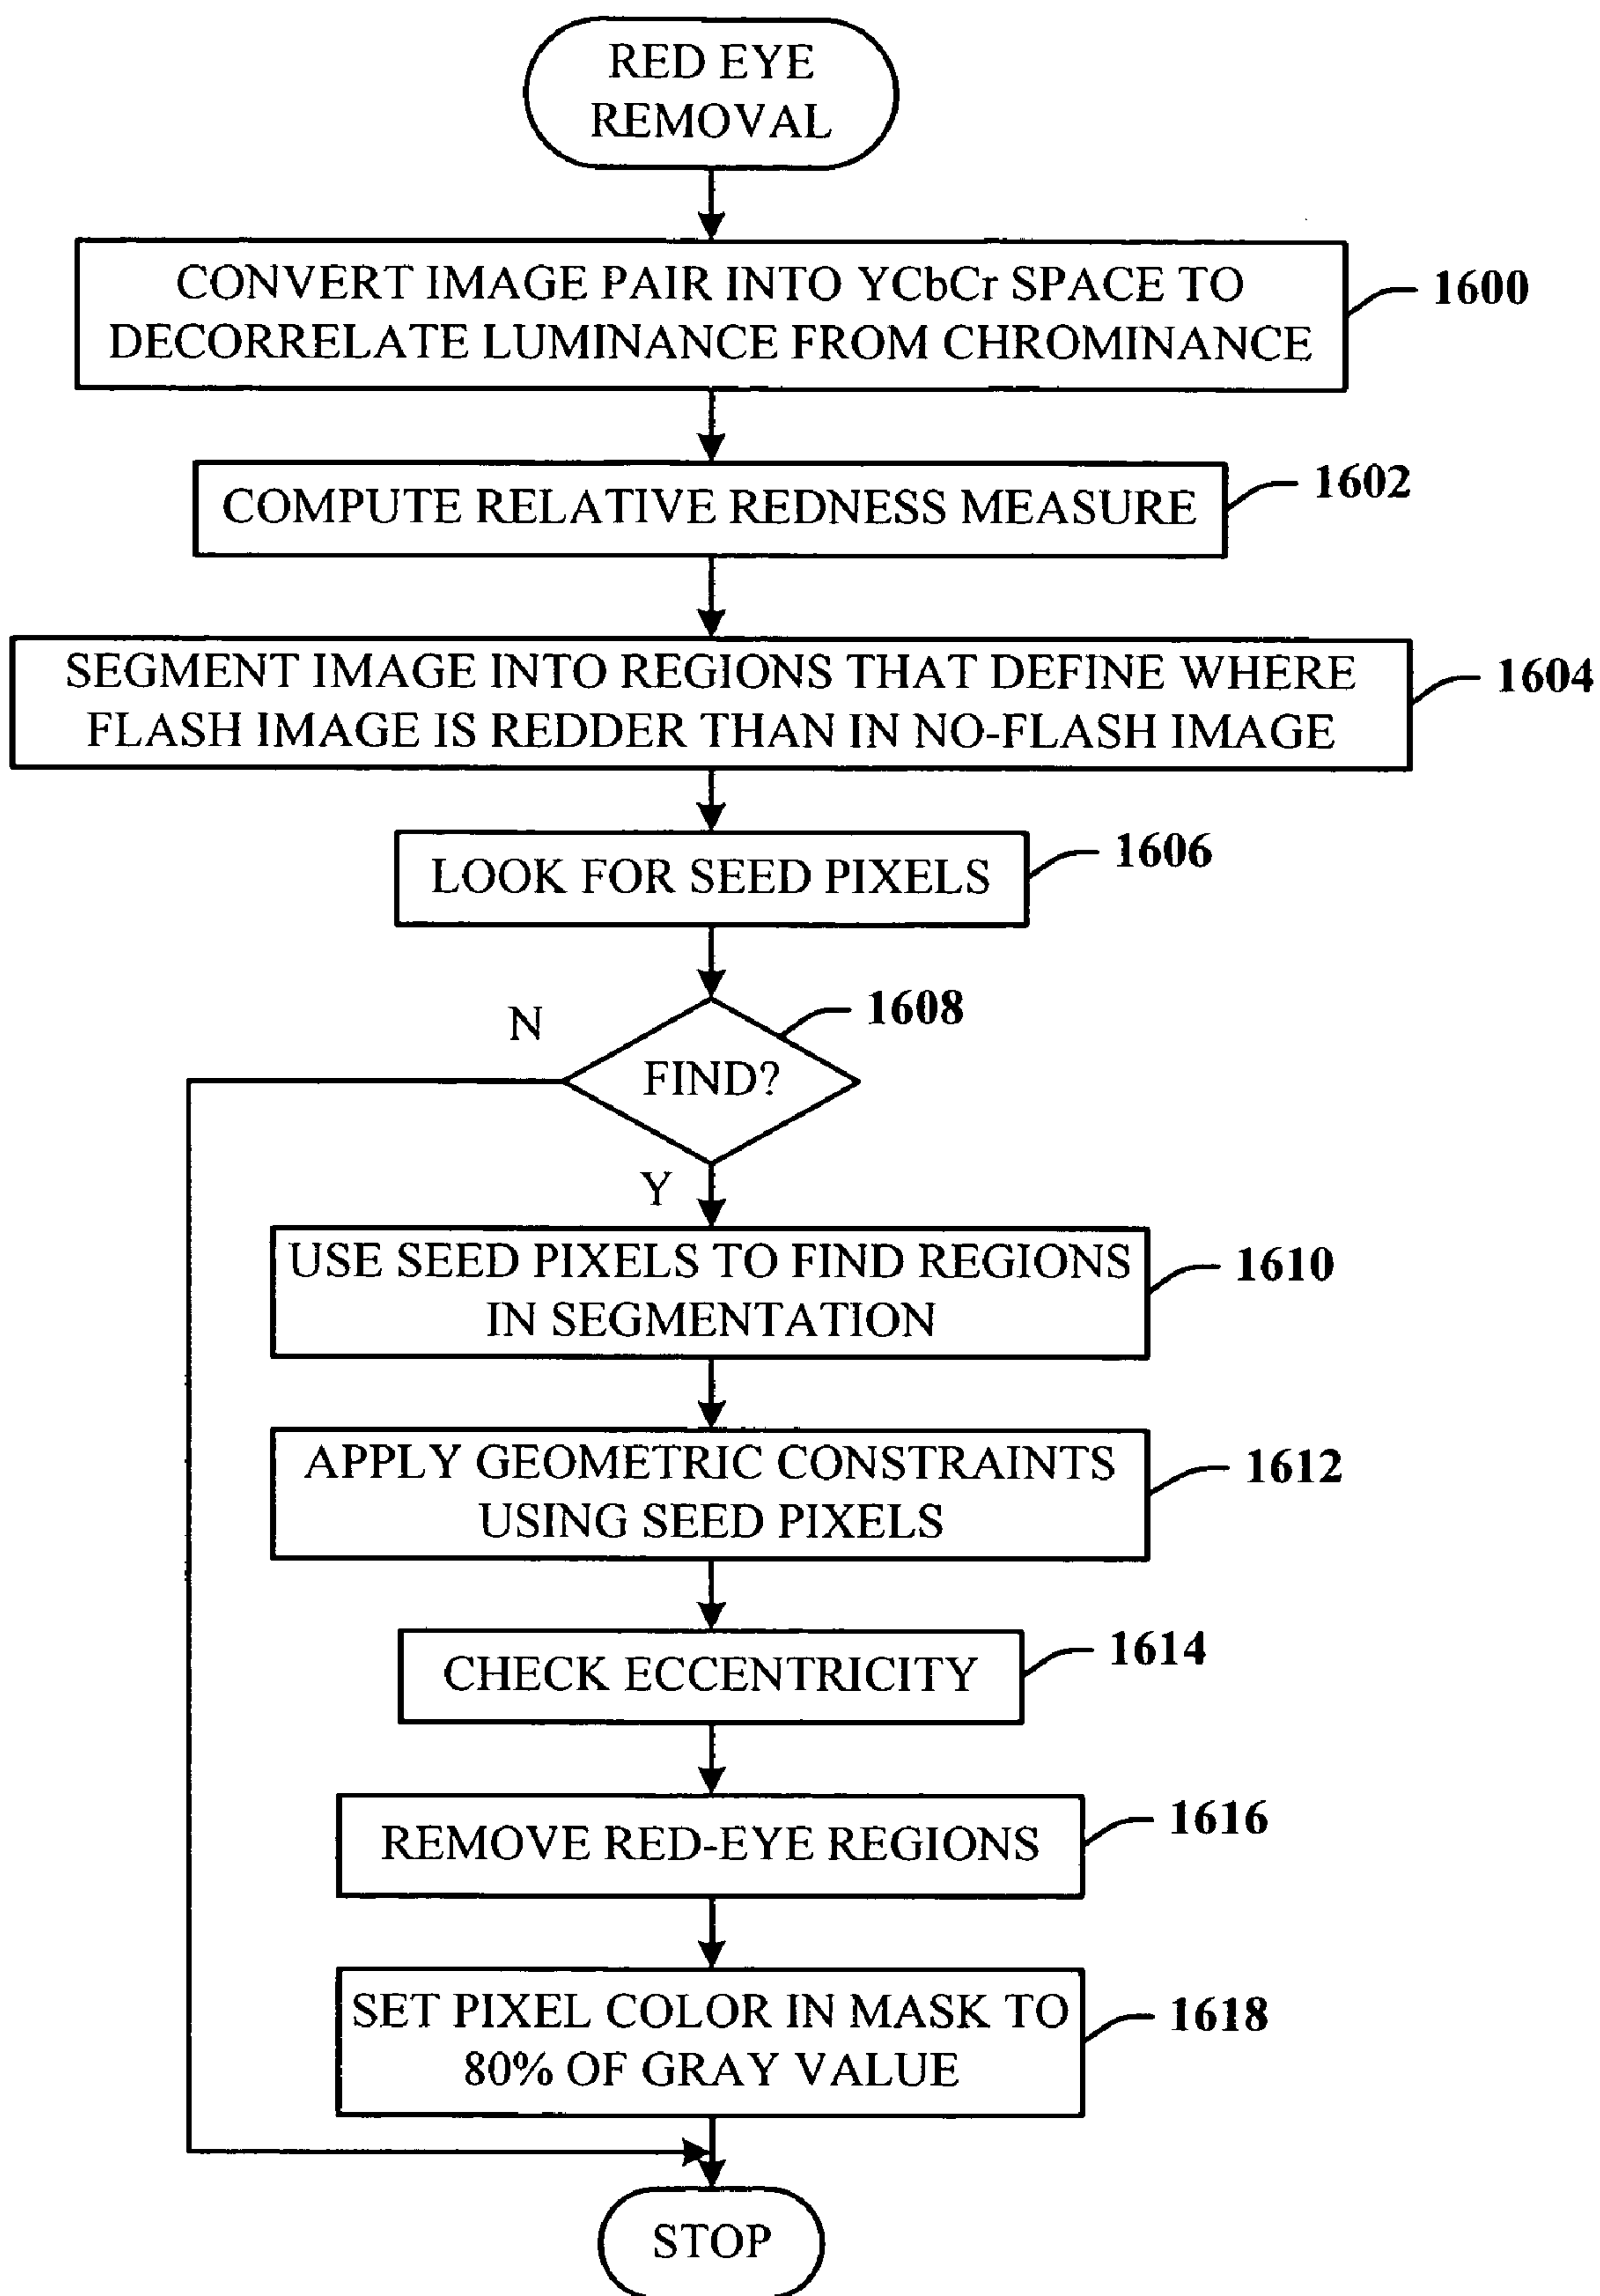 RED EYE
REMOVAL
CONVERT IMAGE PAIR INTO YCbCr SPACE TO
DECORRELATE LUMINANCE FROM CHROMINANCE
1600
COMPUTE RELATIVE REDNESS MEASURE
1602
SEGMENT IMAGE INTO REGIONS THAT DEFINE WHERE
FLASH IMAGE IS REDDER THAN IN NO-FLASH IMAGE
1604
LOOK FOR SEED PIXELS
1606
N
FIND?
1608
Y
USE SEED PIXELS TO FIND REGIONS
IN SEGMENTATION
1610
APPLY GEOMETRIC CONSTRAINTS
USING SEED PIXELS
1612
CHECK ECCENTRICITY
1614
REMOVE RED-EYE REGIONS
1616
SET PIXEL COLOR IN MASK TO
80% OF GRAY VALUE
1618
STOP